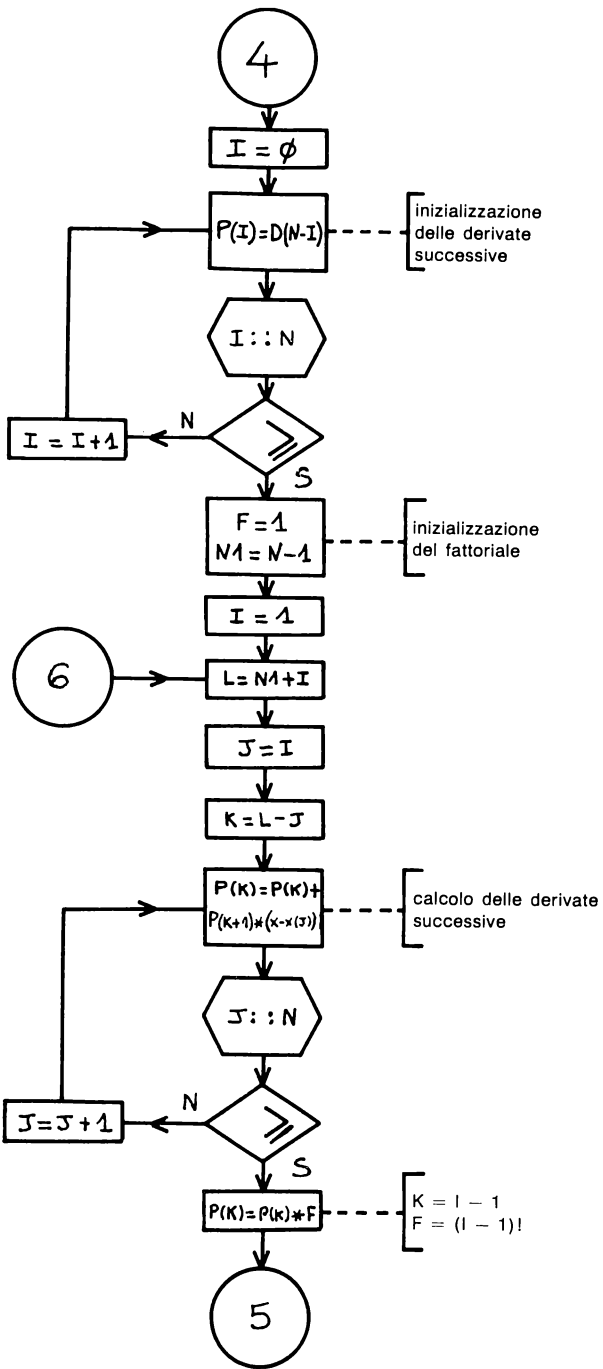 4
I = ϕ
P(I)=D(N-I)
inizializzazione
delle derivate
successive
I::N
N
I = I+1
≥
S
F=1
N1=N-1
inizializzazione
del fattoriale
I = 1
6
L=N1+I
J=I
K=L-J
P(K)=P(K)+
P(K+1)*(x-x(J))
calcolo delle derivate
successive
J::N
N
J=J+1
≥
S
P(K)=P(K)*F
K = I – 1
F = (I – 1)!
5